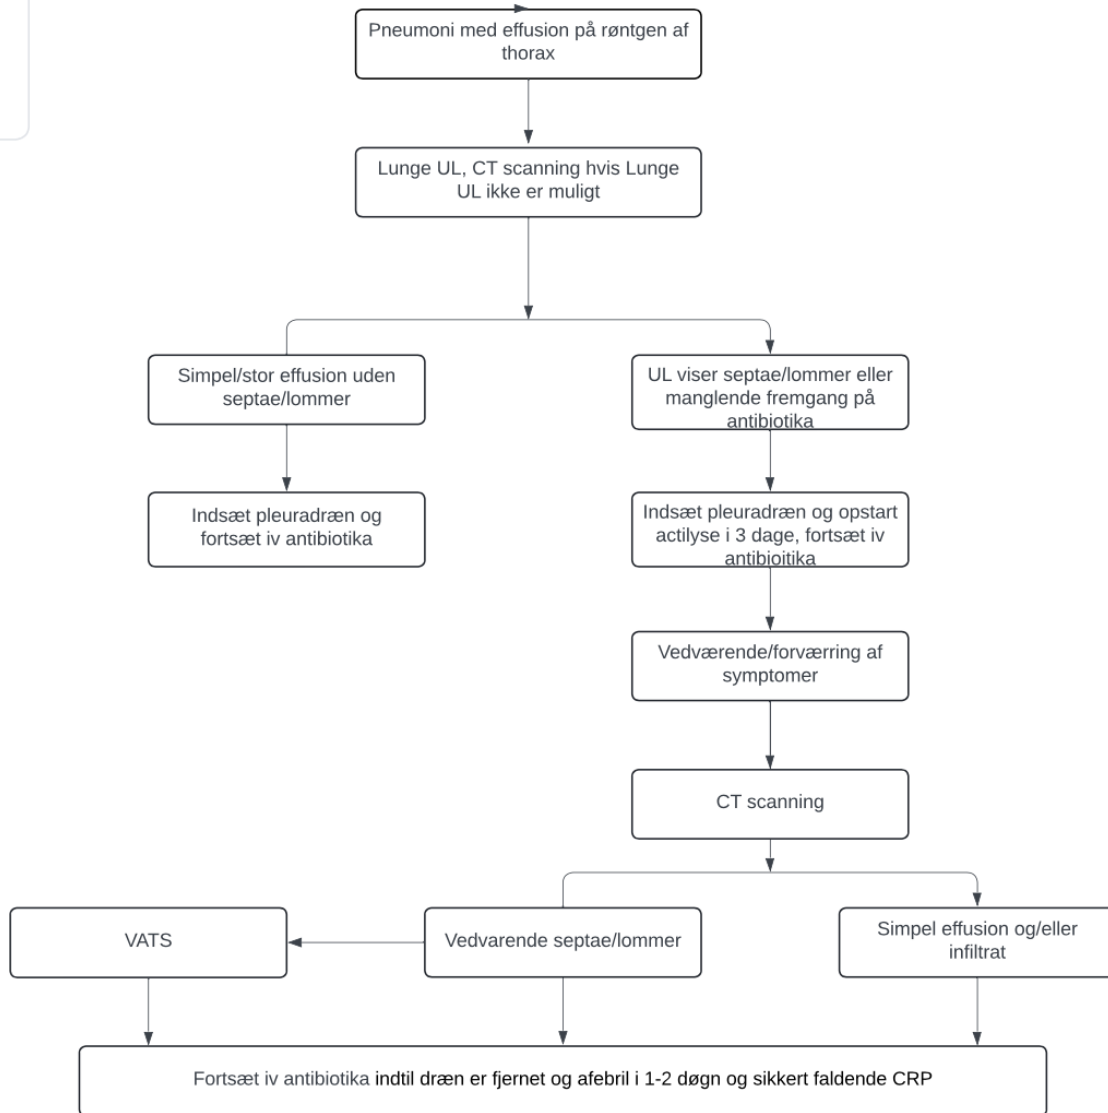 Pneumoni med effusion på røntgen af
thorax
Lunge UL, CT scanning hvis Lunge
UL ikke er muligt
Simpel/stor effusion uden
septae/lommer
UL viser septae/lommer eller
manglende fremgang på
antibiotika
Indsæt pleuradræn og
fortsæt iv antibiotika
Indsæt pleuradræn og opstart
actilyse i 3 dage, fortsæt iv
antibioitika
Vedværende/forværring af
symptomer
CT scanning
VATS
Vedvarende septae/lommer
Simpel effusion og/eller
infiltrat
Fortsæt iv antibiotika indtil dræn er fjernet og afebril i 1-2 døgn og sikkert faldende CRP